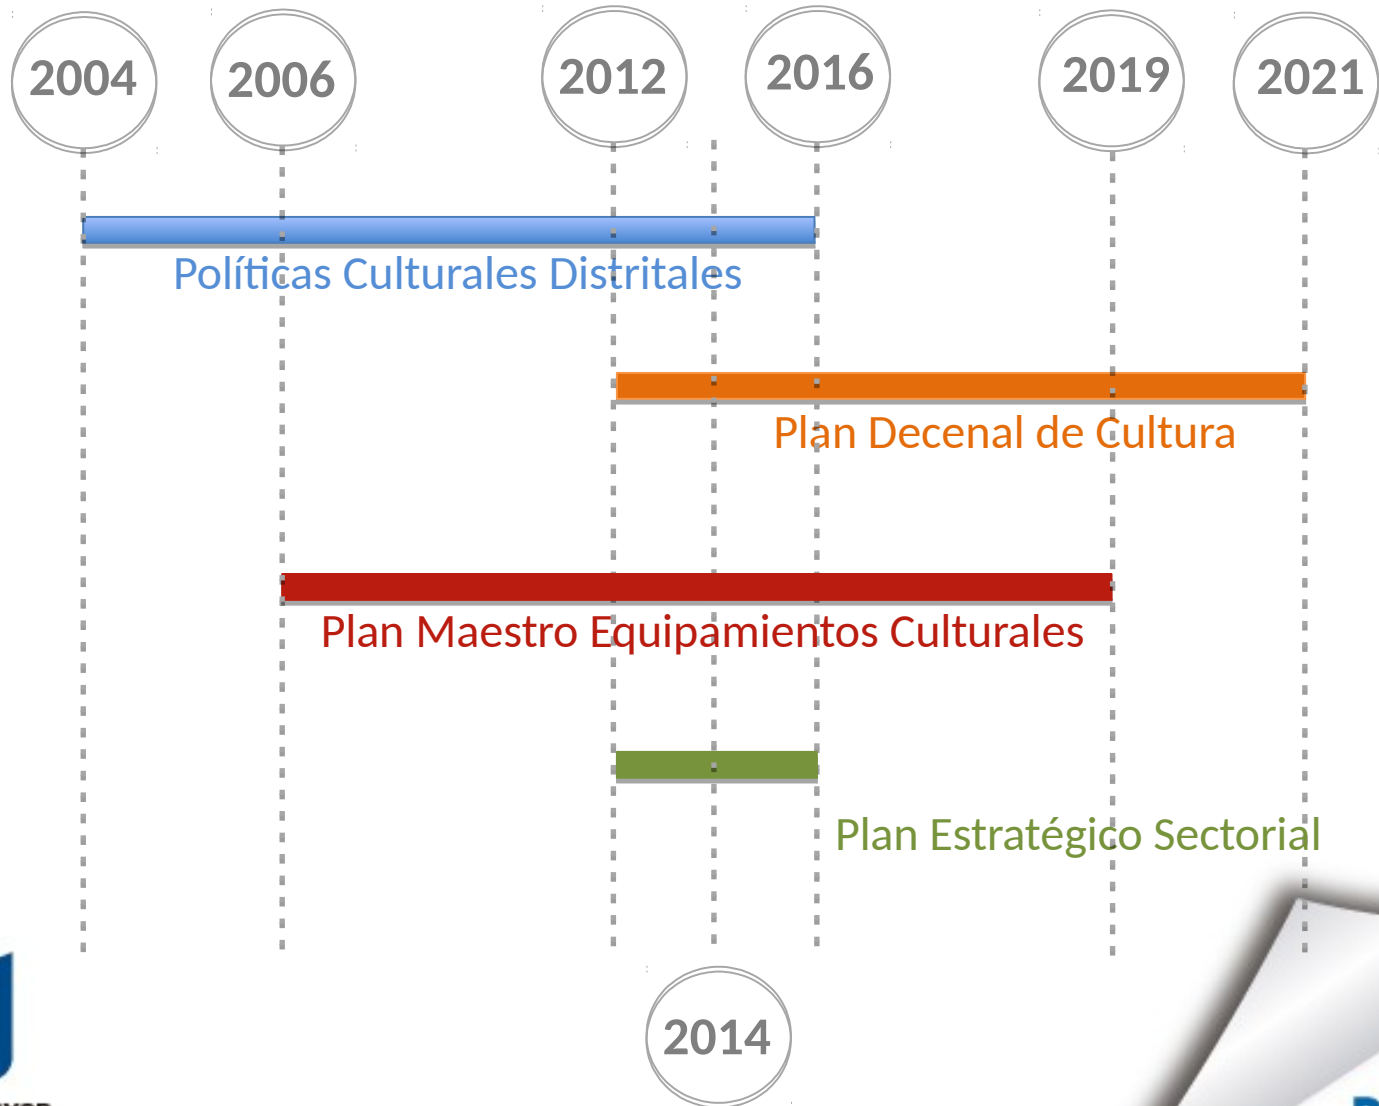 2004
2006
2012
2016
2019
2021
Políticas Culturales Distritales
Plan Decenal de Cultura
Plan Maestro Equipamientos Culturales
Plan Estratégico Sectorial
2014